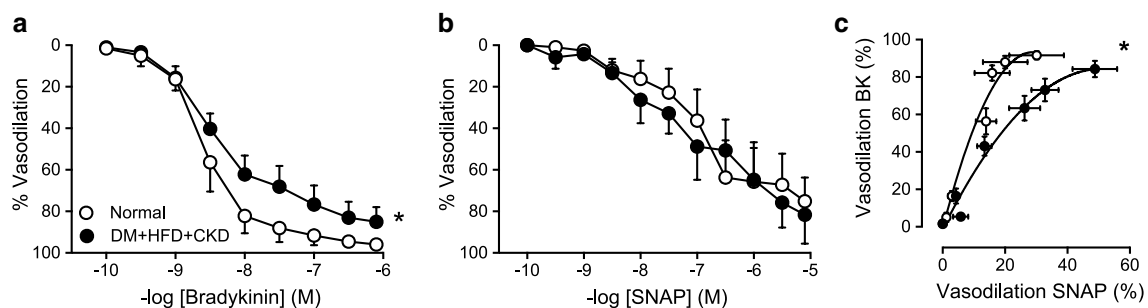 a
% Vasodilation
0
20
40
60
80
100
Normal
DM+HFD+CKD
*
-10 -9 -8 -7 -6
-log [Bradykinin] (M)
b
% Vasodilation
0
20
40
60
80
100
-10 -9 -8 -7 -6 -5
-log [SNAP] (M)
c
Vasodilation BK (%)
100
80
60
40
20
0
*
0 20 40 60
Vasodilation SNAP (%)